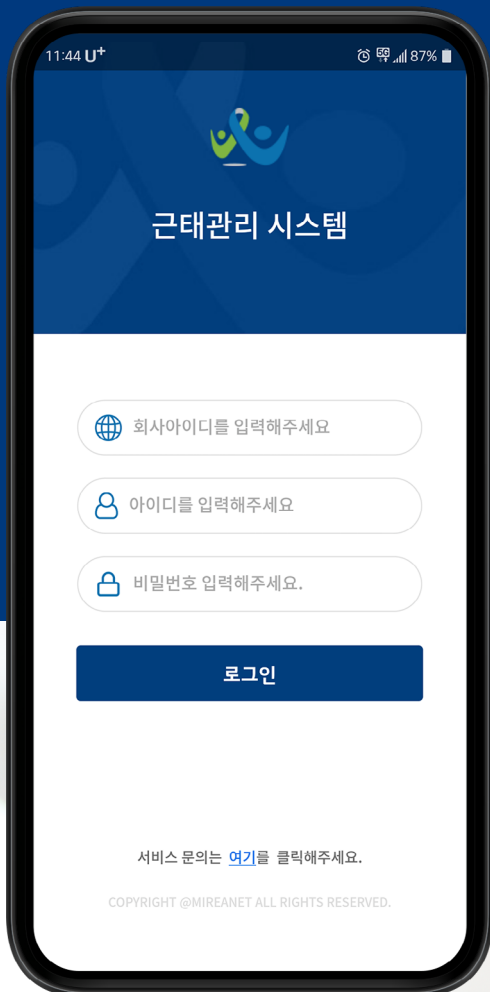 11:44 U+ 5G 87%
근태관리 시스템
회사아이디를 입력해주세요
아이디를 입력해주세요
비밀번호 입력해주세요.
로그인
서비스 문의는 여기를 클릭해주세요.
COPYRIGHT @MIREANET ALL RIGHTS RESERVED.